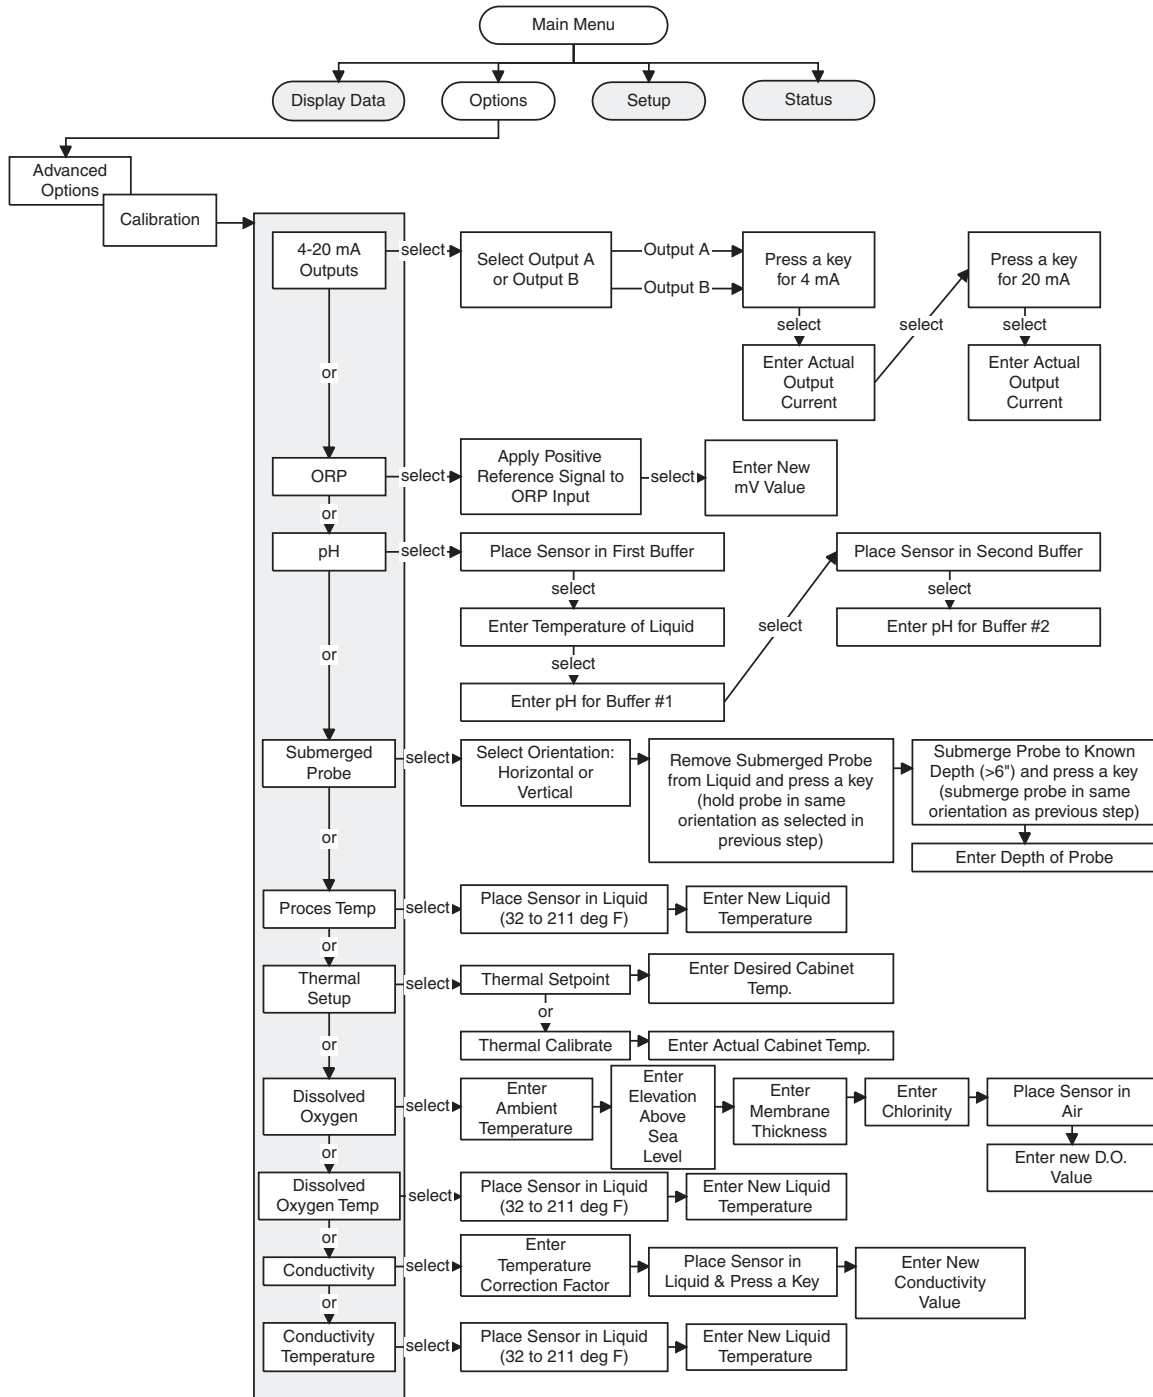 Main Menu
Display Data
Options
Setup
Status
Advanced
Options
Calibration
4-20 mA
Outputs
select
Select Output A
or Output B
Output A
Output B
Press a key
for 4 mA
select
Enter Actual
Output
Current
select
Press a key
for 20 mA
select
Enter Actual
Output
Current
or
ORP
select
Apply Positive
Reference Signal to
ORP Input
select
Enter New
mV Value
or
pH
select
Place Sensor in First Buffer
select
Enter Temperature of Liquid
select
Enter pH for Buffer #1
select
Place Sensor in Second Buffer
select
Enter pH for Buffer #2
or
Submerged
Probe
select
Select Orientation:
Horizontal or
Vertical
Remove Submerged Probe
from Liquid and press a key
(hold probe in same
orientation as selected in
previous step)
Submerge Probe to Known
Depth (>6") and press a key
(submerge probe in same
orientation as previous step)
Enter Depth of Probe
or
Proces Temp
select
Place Sensor in Liquid
(32 to 211 deg F)
Enter New Liquid
Temperature
or
Thermal
Setup
select
Thermal Setpoint
Enter Desired Cabinet
Temp.
or
Thermal Calibrate
Enter Actual Cabinet Temp.
or
Dissolved
Oxygen
select
Enter
Ambient
Temperature
Enter
Elevation
Above
Sea
Level
Enter
Membrane
Thickness
Enter
Chlorinity
Place Sensor in
Air
Enter new D.O.
Value
or
Dissolved
Oxygen Temp
select
Place Sensor in Liquid
(32 to 211 deg F)
Enter New Liquid
Temperature
or
Conductivity
select
Enter
Temperature
Correction Factor
Place Sensor in
Liquid & Press a Key
Enter New
Conductivity
Value
or
Conductivity
Temperature
select
Place Sensor in Liquid
(32 to 211 deg F)
Enter New Liquid
Temperature